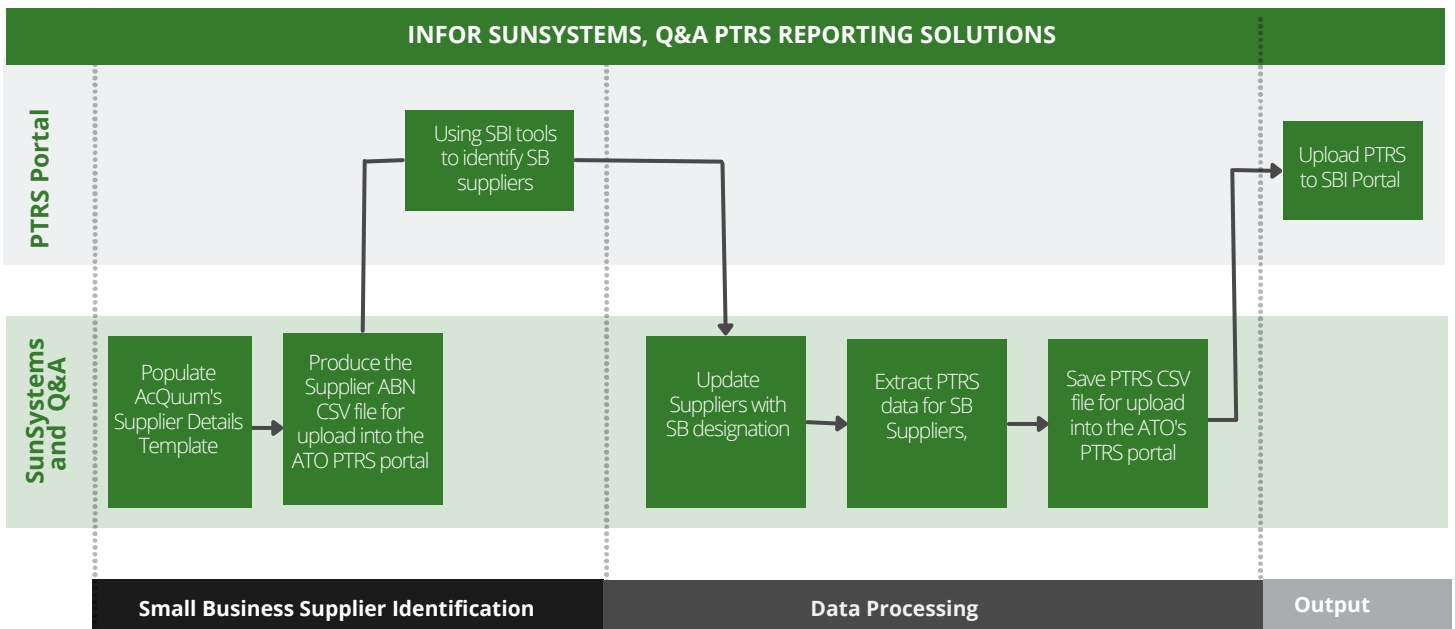 INFOR SUNSYSTEMS, Q&A PTRS REPORTING SOLUTIONS
PTRS Portal
Using SBI tools
to identify SB
suppliers
Upload PTRS
to SBI Portal
SunSystems
and Q&A
Populate
AcQuum's
Supplier Details
Template
Produce the
Supplier ABN
CSV file for
upload into the
ATO PTRS portal
Update
Suppliers with
SB designation
Extract PTRS
data for SB
Suppliers,
Save PTRS CSV
file for upload
into the ATO's
PTRS portal
Small Business Supplier Identification
Data Processing
Output